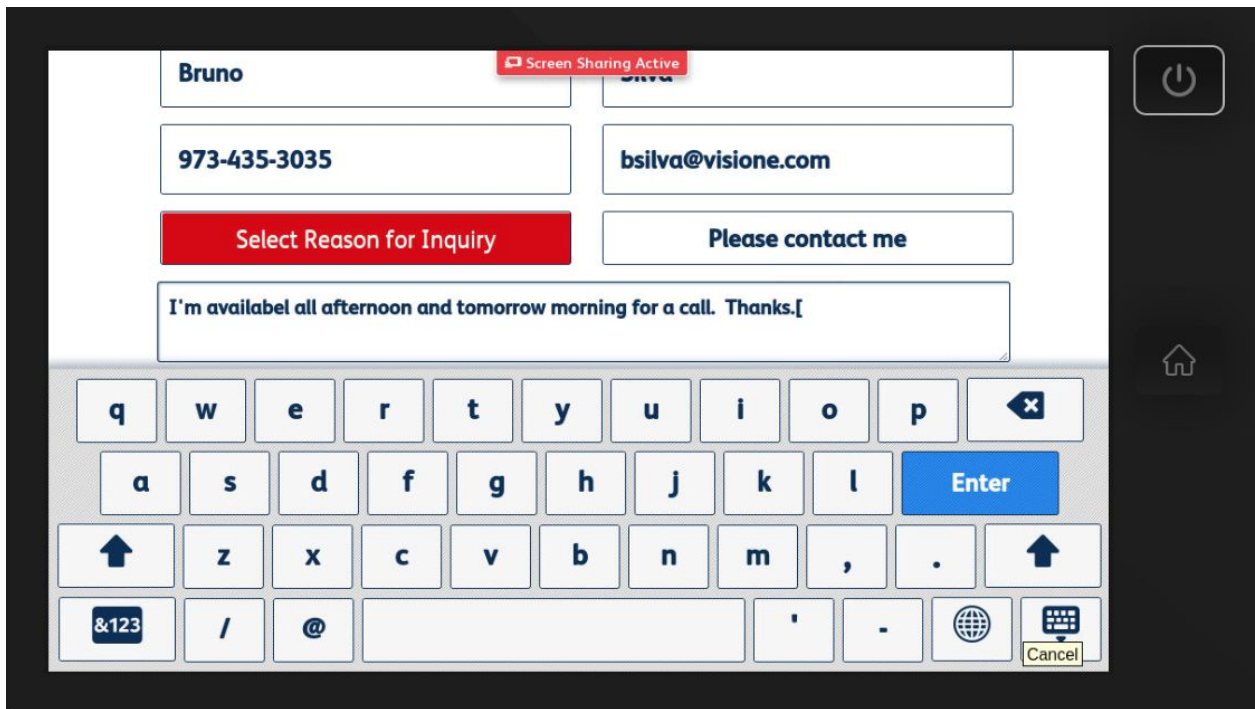 Screen Sharing Active
Bruno
973-435-3035 bsilva@visione.com
Select Reason for Inquiry Please contact me
I'm availabel all afternoon and tomorrow morning for a call.  Thanks.[
q w e r t y u i o p
a s d f g h j k l Enter
z x c v b n m , .
&123 / @ ' -
Cancel